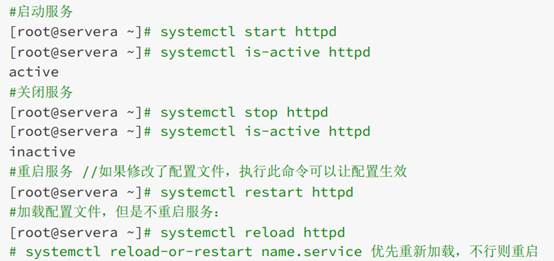 #启动服务
[root@servera ~]# systemctl start httpd
[root@servera ~]# systemctl is-active httpd
active
#关闭服务
[root@servera ~]# systemctl stop httpd
[root@servera ~]# systemctl is-active httpd
inactive
#重启服务 //如果修改了配置文件，执行此命令可以让配置生效
[root@servera ~]# systemctl restart httpd
#加载配置文件，但是不重启服务：
[root@servera ~]# systemctl reload httpd
# systemctl reload-or-restart name.service 优先重新加载，不行则重启